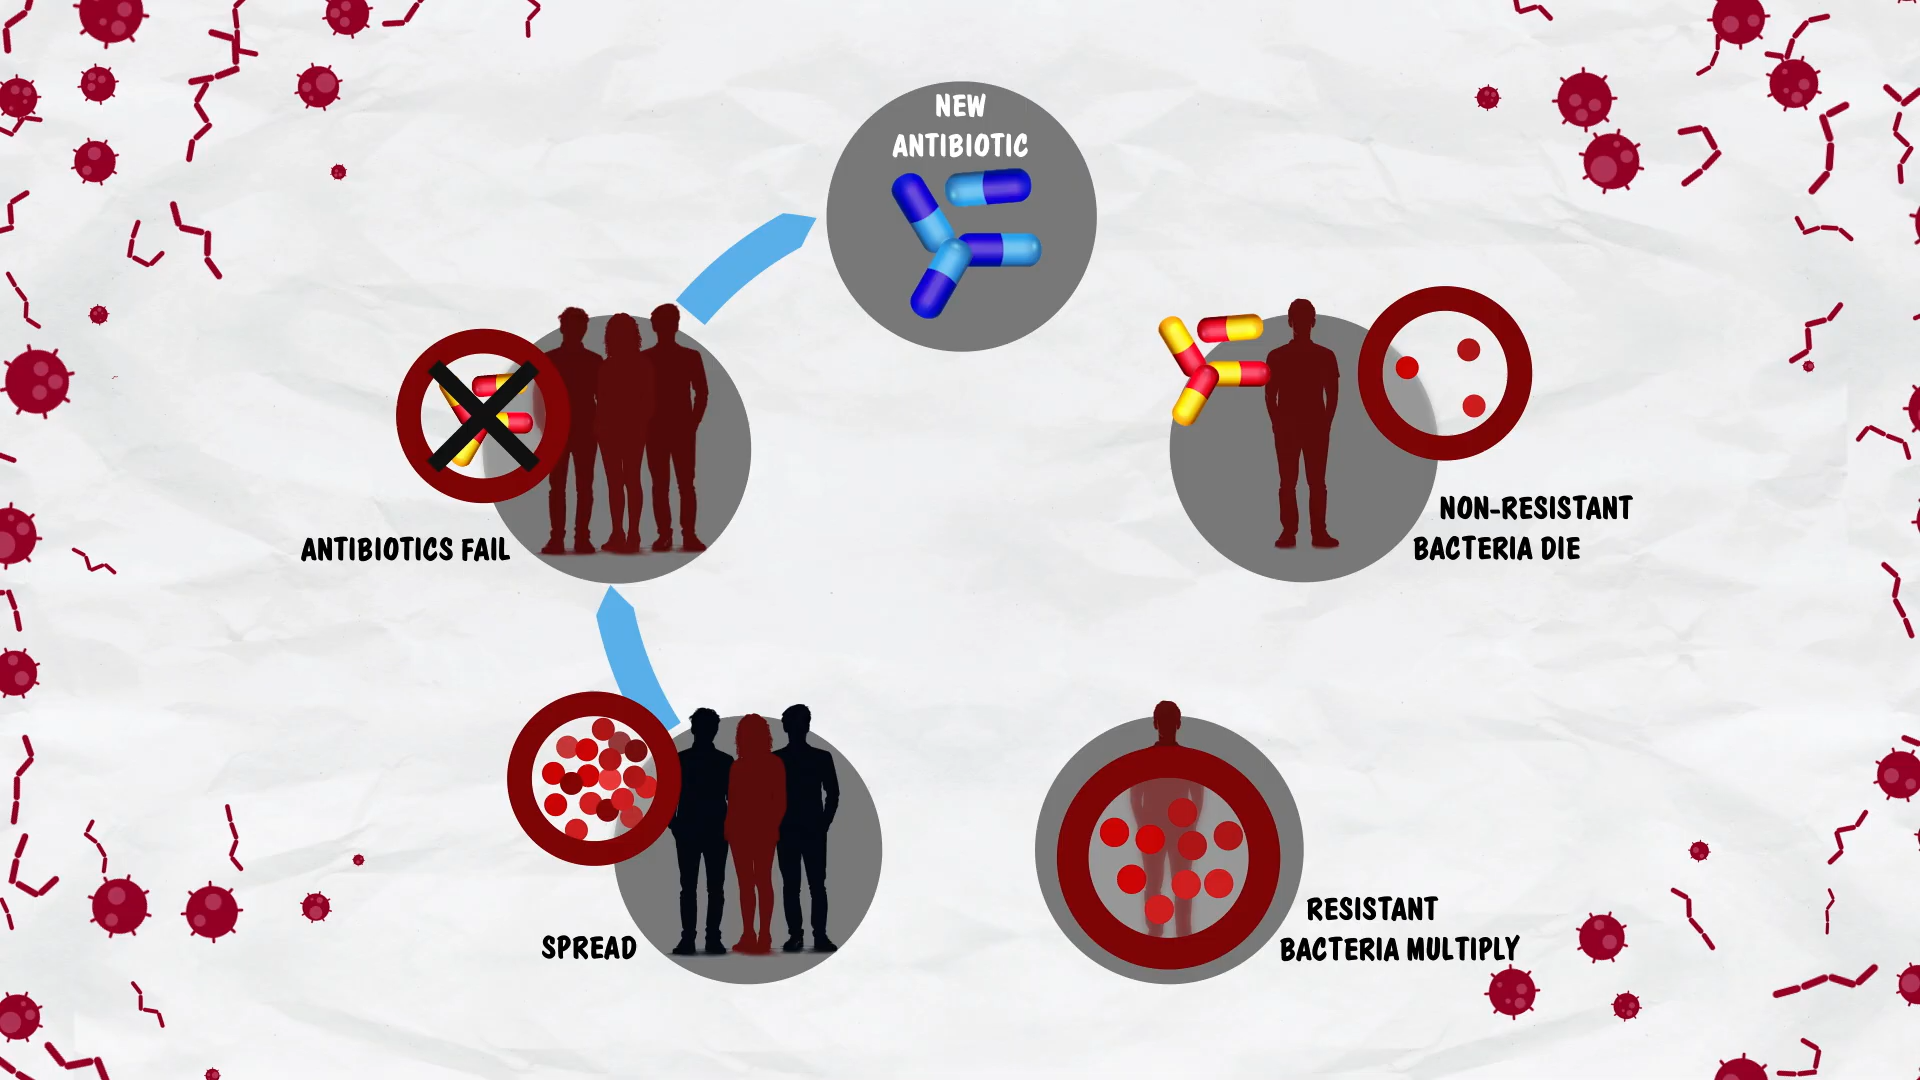 NEW
ANTIBIOTIC
NON-RESISTANT
BACTERIA DIE
ANTIBIOTICS FAIL
RESISTANT
BACTERIA MULTIPLY
SPREAD